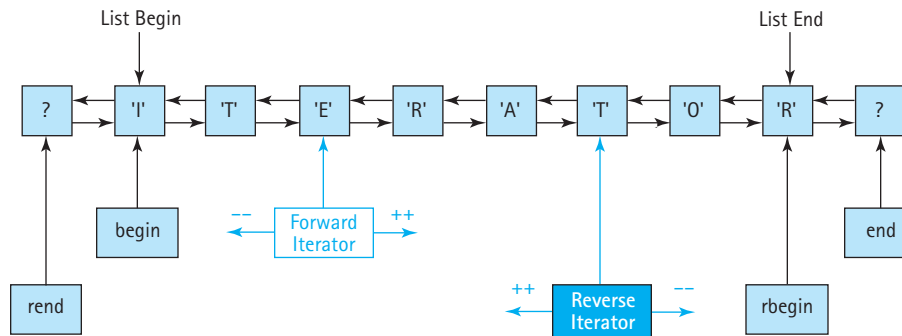 List Begin
List End
? 'I' 'T' 'E' 'R' 'A' 'T' 'O' 'R' ?
-- Forward Iterator ++
begin
end
++ Reverse Iterator --
rend
rbegin